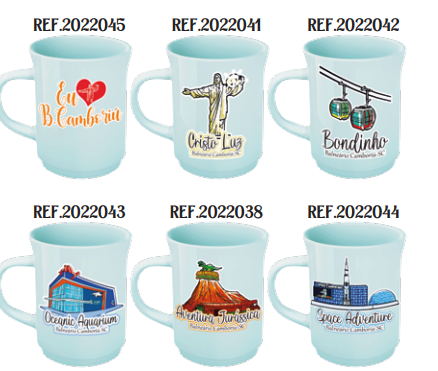 REF.2022045
REF.2022041
REF.2022042
Eu
B.Camboriú
Cristo Luz
Balneário Camboriú-SC
Bondinho
Balneário Camboriú-SC
REF.2022043
REF.2022038
REF.2022044
Oceanic Aquarium
Balneário Camboriú-SC
Aventura Jurássica
Balneário Camboriú-SC
Space Adventure
Balneário Camboriú-SC